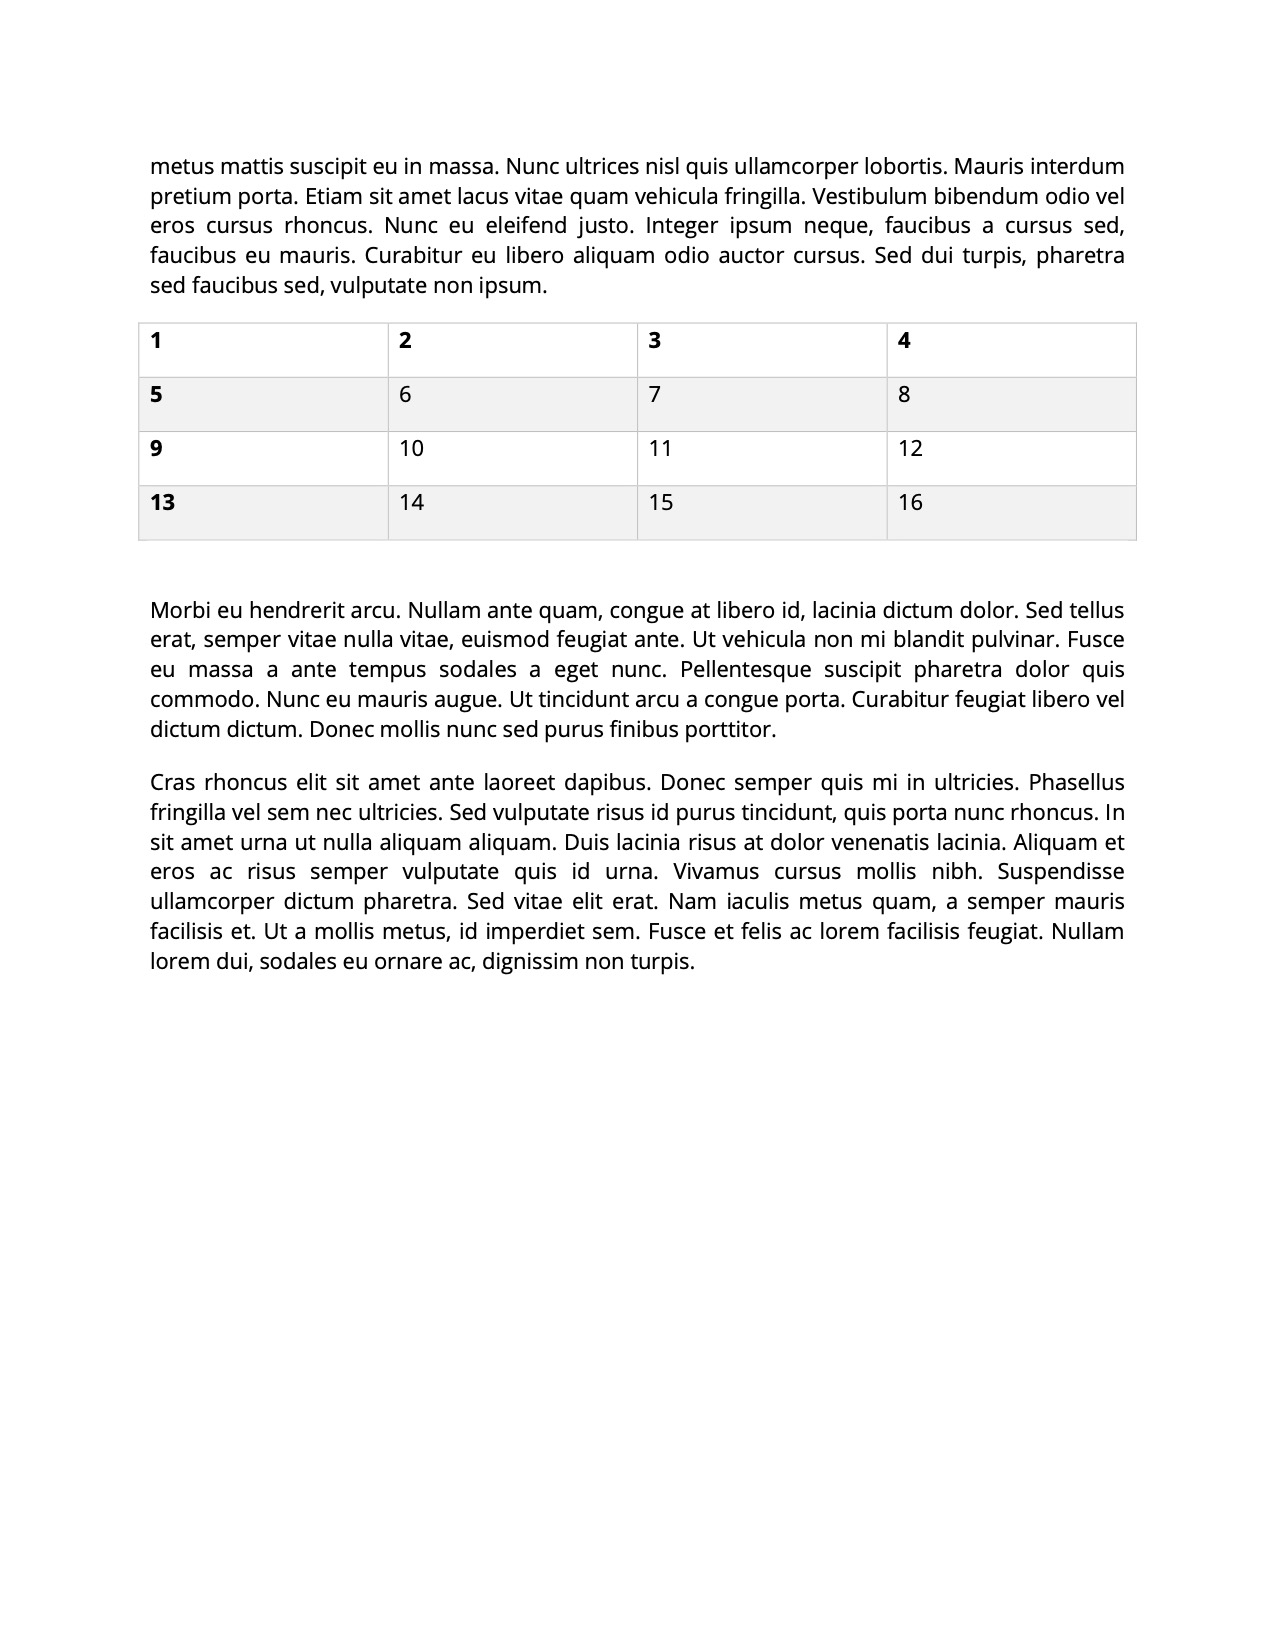 metus mattis suscipit eu in massa. Nunc ultrices nisl quis ullamcorper lobortis. Mauris interdum
pretium porta. Etiam sit amet lacus vitae quam vehicula fringilla. Vestibulum bibendum odio vel
eros cursus rhoncus. Nunc eu eleifend justo. Integer ipsum neque, faucibus a cursus sed,
faucibus eu mauris. Curabitur eu libero aliquam odio auctor cursus. Sed dui turpis, pharetra
sed faucibus sed, vulputate non ipsum.
1 2 3 4
5 6 7 8
9 10 11 12
13 14 15 16
Morbi eu hendrerit arcu. Nullam ante quam, congue at libero id, lacinia dictum dolor. Sed tellus
erat, semper vitae nulla vitae, euismod feugiat ante. Ut vehicula non mi blandit pulvinar. Fusce
eu massa a ante tempus sodales a eget nunc. Pellentesque suscipit pharetra dolor quis
commodo. Nunc eu mauris augue. Ut tincidunt arcu a congue porta. Curabitur feugiat libero vel
dictum dictum. Donec mollis nunc sed purus finibus porttitor.
Cras rhoncus elit sit amet ante laoreet dapibus. Donec semper quis mi in ultricies. Phasellus
fringilla vel sem nec ultricies. Sed vulputate risus id purus tincidunt, quis porta nunc rhoncus. In
sit amet urna ut nulla aliquam aliquam. Duis lacinia risus at dolor venenatis lacinia. Aliquam et
eros ac risus semper vulputate quis id urna. Vivamus cursus mollis nibh. Suspendisse
ullamcorper dictum pharetra. Sed vitae elit erat. Nam iaculis metus quam, a semper mauris
facilisis et. Ut a mollis metus, id imperdiet sem. Fusce et felis ac lorem facilisis feugiat. Nullam
lorem dui, sodales eu ornare ac, dignissim non turpis.